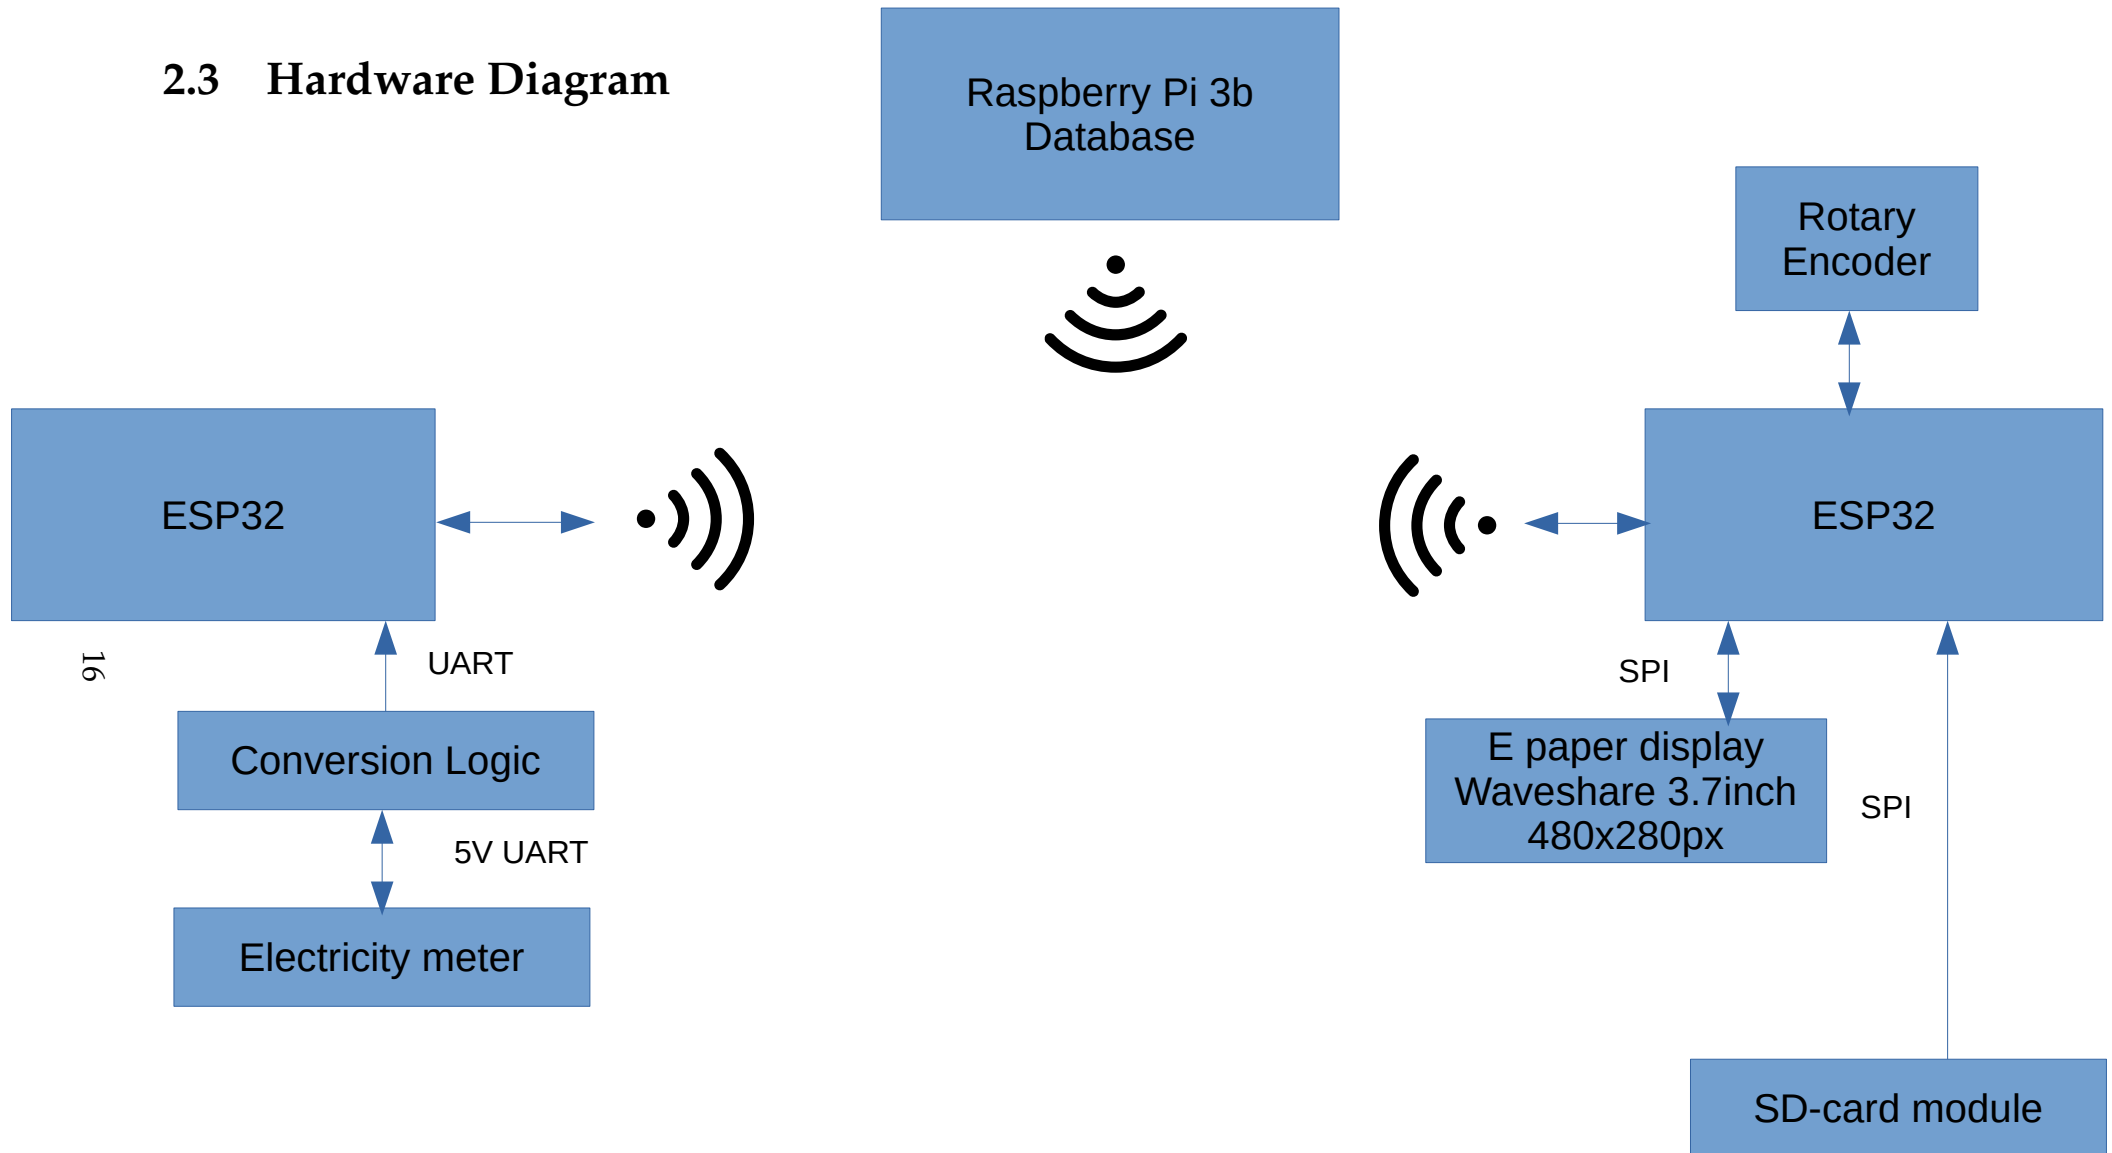 2.3 Hardware Diagram
Raspberry Pi 3b
Database
Rotary
Encoder
ESP32
ESP32
16
UART
SPI
Conversion Logic
E paper display
Waveshare 3.7inch
480x280px
SPI
5V UART
Electricity meter
SD-card module